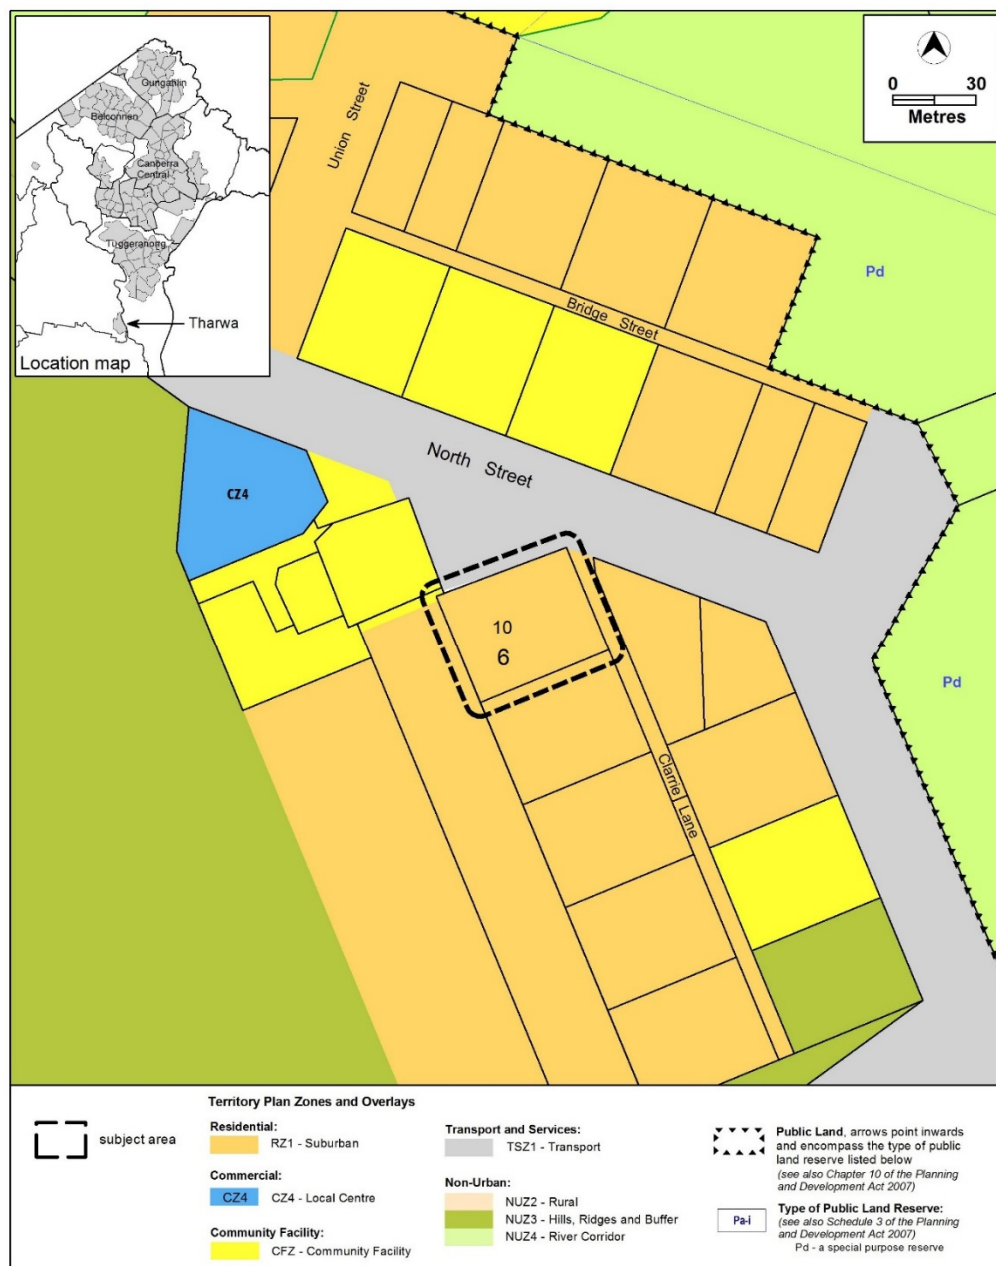 Gungahlin
Belconnen
Canberra
Central
Tuggeranong
Tharwa
Location map
0 30
Metres
Union Street
Bridge Street
Pd
North Street
CZ4
10
6
Pd
Clarrie Lane
subject area
Territory Plan Zones and Overlays
Residential:
RZ1 - Suburban
Commercial:
CZ4 CZ4 - Local Centre
Community Facility:
CFZ - Community Facility
Transport and Services:
TSZ1 - Transport
Non-Urban:
NUZ2 - Rural
NUZ3 - Hills, Ridges and Buffer
NUZ4 - River Corridor
Public Land, arrows point inwards
and encompass the type of public
land reserve listed below
(see also Chapter 10 of the Planning
and Development Act 2007)
Pa-i
Type of Public Land Reserve:
(see also Schedule 3 of the Planning
and Development Act 2007)
Pd - a special purpose reserve